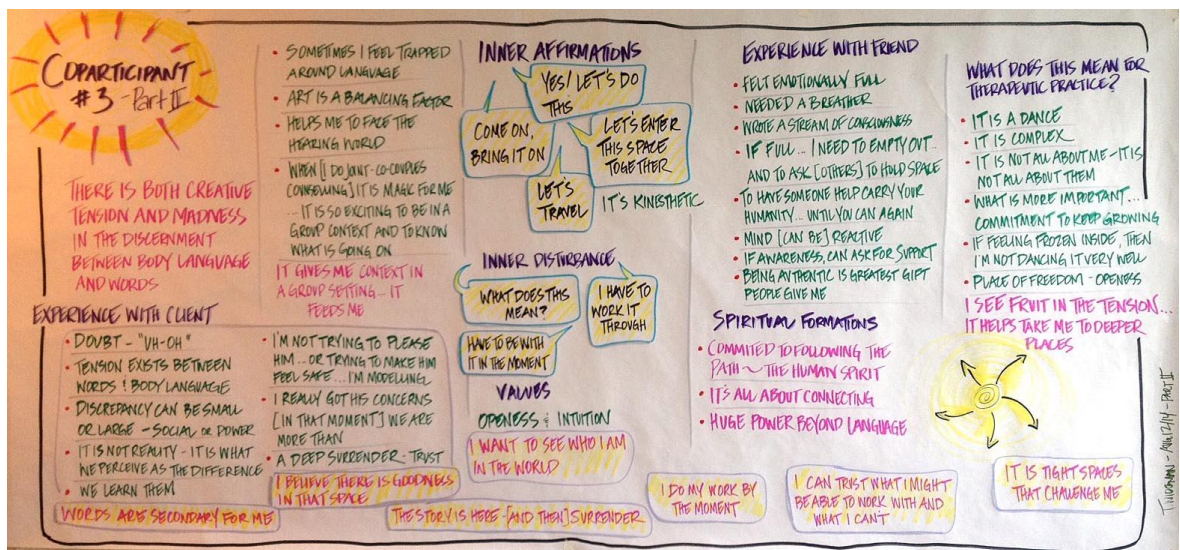 COPARTICIPANT
#3 - Part II
THERE IS BOTH CREATIVE
TENSION AND MADNESS
IN THE DISCERNMENT
BETWEEN BODY LANGUAGE
AND WORDS
• SOMETIMES I FEEL TRAPPED
AROUND LANGUAGE
• ART IS A BALANCING FACTOR
• HELPS ME TO FACE THE
HEARING WORLD
• WHEN [I DO JOINT-CO-COUPLES
COUNSELLING] IT IS MAGIC FOR ME
... IT IS SO EXCITING TO BE IN A
GROUP CONTEXT AND TO KNOW
WHAT IS GOING ON
IT GIVES ME CONTEXT IN
A GROUP SETTING... IT
FEEDS ME
EXPERIENCE WITH CLIENT
• DOUBT - "UH-OH"
• TENSION EXISTS BETWEEN
WORDS & BODY LANGUAGE
• DISCREPANCY CAN BE SMALL
OR LARGE - SOCIAL OR POWER
• IT IS NOT REALITY - IT IS WHAT
WE PERCEIVE AS THE DIFFERENCE
• WE LEARN THEM
WORDS ARE SECONDARY FOR ME
• I'M NOT TRYING TO PLEASE
HIM... OR TRYING TO MAKE HIM
FEEL SAFE... I'M MODELLING
• I REALLY GOT HIS CONCERNS
[IN THAT MOMENT] WE ARE
MORE THAN
• A DEEP SURRENDER - TRUST
I BELIEVE THERE IS GOODNESS
IN THAT SPACE
INNER AFFIRMATIONS
YES! LET'S DO
THIS
COME ON,
BRING IT ON
LET'S ENTER
THIS SPACE
TOGETHER
LET'S
TRAVEL
IT'S KINESTHETIC
INNER DISTURBANCE
WHAT DOES THIS
MEAN?
I HAVE TO
WORK IT
THROUGH
HAVE TO BE WITH
IT IN THE MOMENT
VALUES
OPENESS & INTUITION
I WANT TO SEE WHO I AM
IN THE WORLD
THE STORY IS HERE - [AND THEN] SURRENDER
EXPERIENCE WITH FRIEND
• FELT EMOTIONALLY FULL
• NEEDED A BREATHER
• WROTE A STREAM OF CONSCIOUSNESS
• IF FULL... I NEED TO EMPTY OUT...
AND TO ASK [OTHERS] TO HOLD SPACE
• TO HAVE SOMEONE HELP CARRY YOUR
HUMANITY... UNTIL YOU CAN AGAIN
• MIND [CAN BE] REACTIVE
• IF AWARENESS, CAN ASK FOR SUPPORT
• BEING AUTHENTIC IS GREATEST GIFT
PEOPLE GIVE ME
SPIRITUAL FORMATIONS
• COMMITED TO FOLLOWING THE
PATH ~ THE HUMAN SPIRIT
• IT'S ALL ABOUT CONNECTING
• HUGE POWER BEYOND LANGUAGE
I DO MY WORK BY
THE MOMENT
I CAN TRUST WHAT I MIGHT
BE ABLE TO WORK WITH AND
WHAT I CAN'T
WHAT DOES THIS MEAN FOR
THERAPEUTIC PRACTICE?
• IT IS A DANCE
• IT IS COMPLEX
• IT IS NOT ALL ABOUT ME - IT IS
NOT ALL ABOUT THEM
• WHAT IS MORE IMPORTANT...
COMMITMENT TO KEEP GROWING
• IF FEELING FROZEN INSIDE, THEN
I'M NOT DANCING IT VERY WELL
• PLACE OF FREEDOM - OPENESS
I SEE FRUIT IN THE TENSION...
IT HELPS TAKE ME TO DEEPER
PLACES
IT IS TIGHT SPACES
THAT CHALLENGE ME
PART II